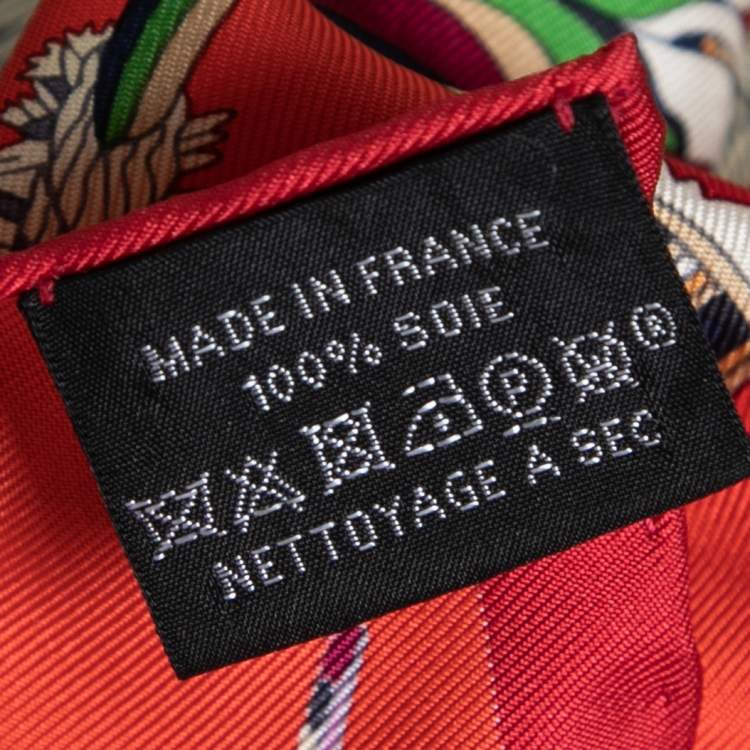 MADE IN FRANCE
100% SOIE
P ®
NETTOYAGE A SEC